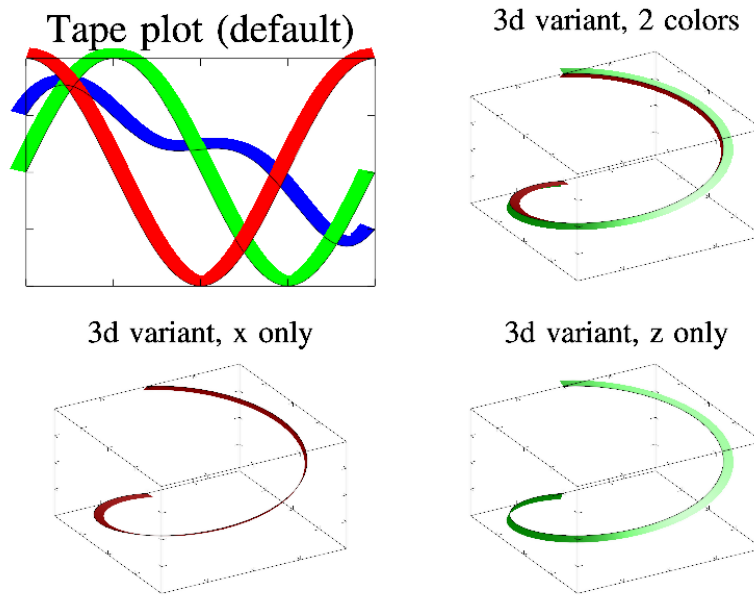 Tape plot (default)
3d variant, 2 colors
3d variant, x only
3d variant, z only